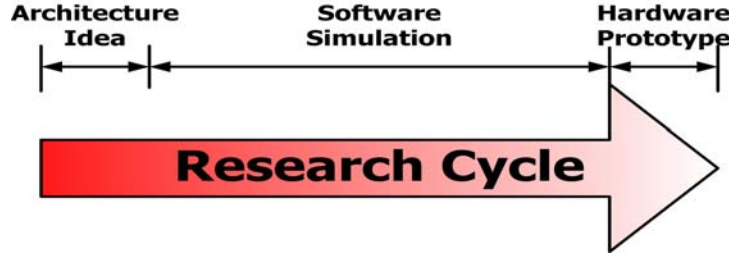 Architecture
Idea
Software
Simulation
Hardware
Prototype
Research Cycle